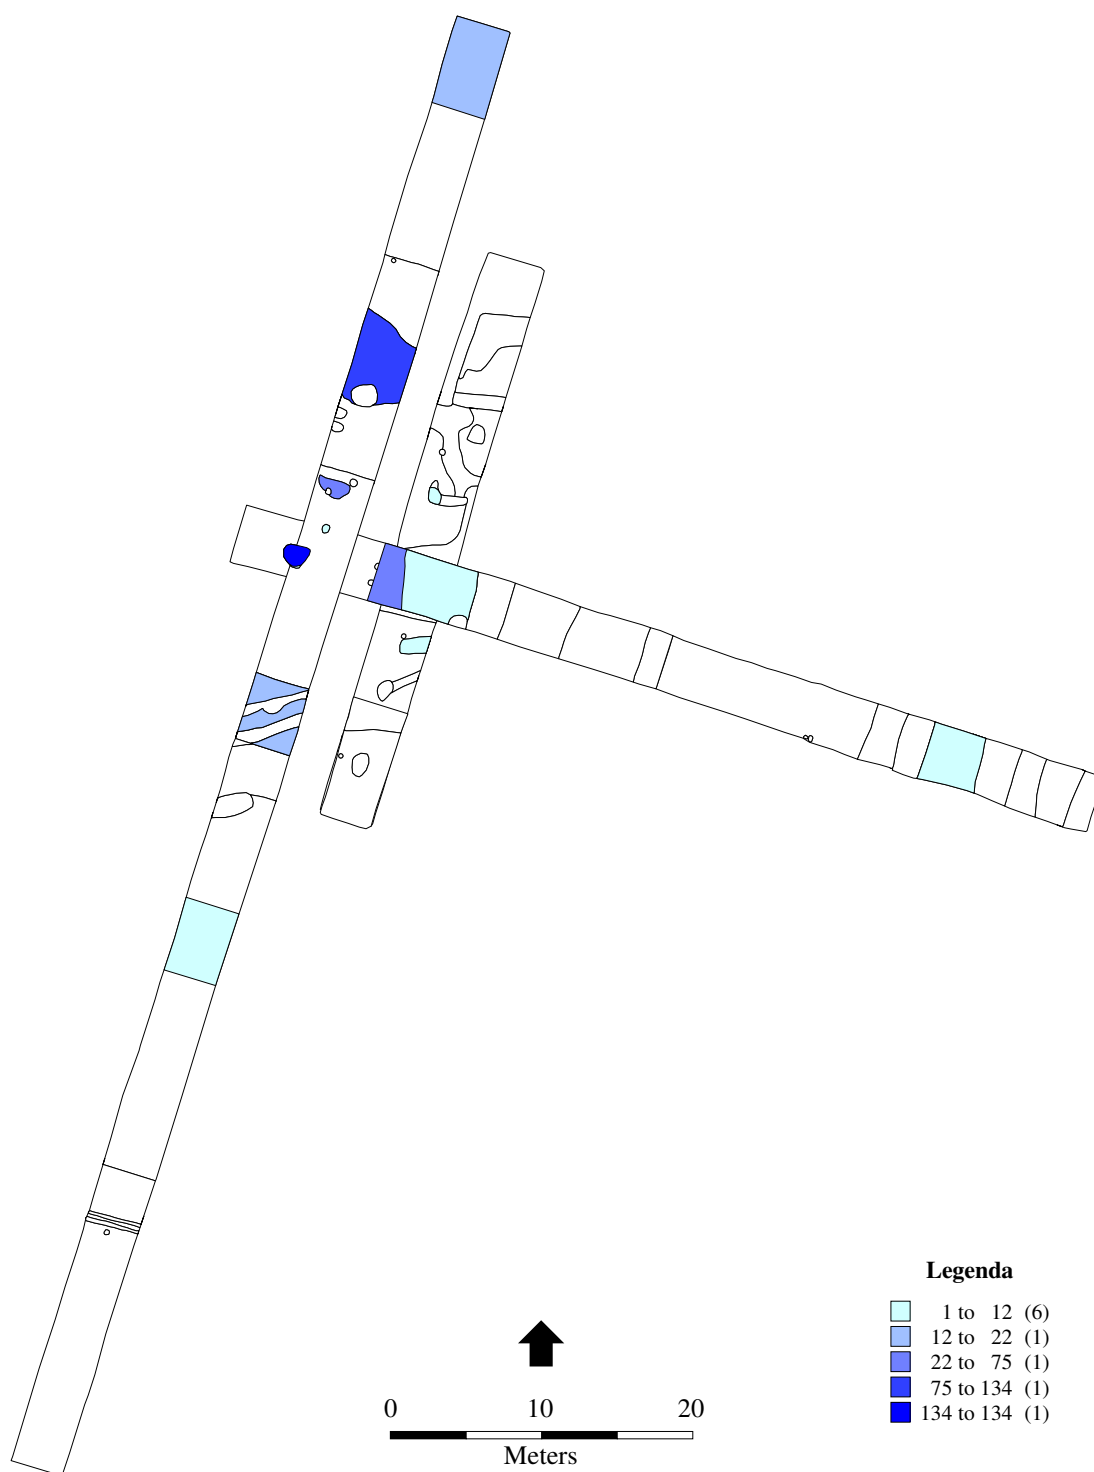 Legenda
1 to 12 (6)
12 to 22 (1)
22 to 75 (1)
75 to 134 (1)
134 to 134 (1)
0 10 20
Meters